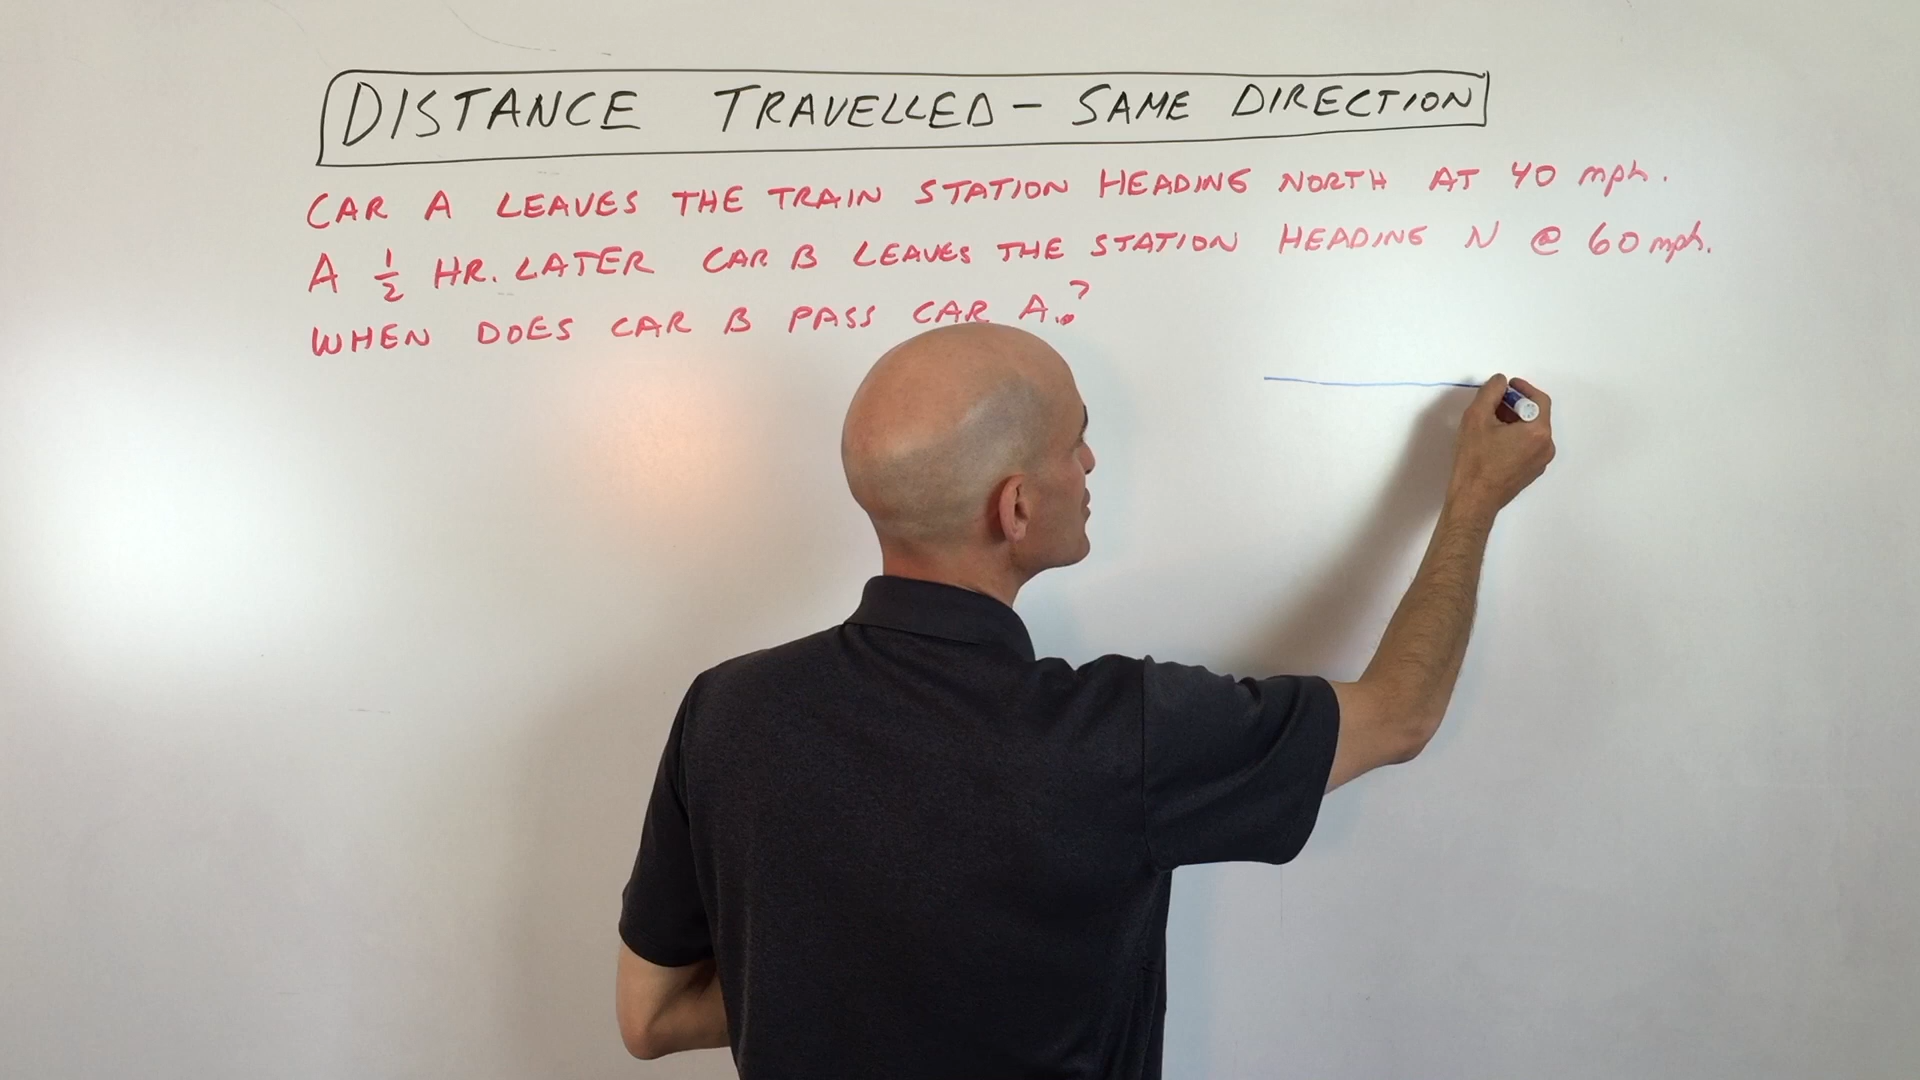 DISTANCE TRAVELLED - SAME DIRECTION
CAR A LEAVES THE TRAIN STATION HEADING NORTH AT 40 mph.
A 1/2 HR. LATER CAR B LEAVES THE STATION HEADING N @ 60 mph.
WHEN DOES CAR B PASS CAR A.?